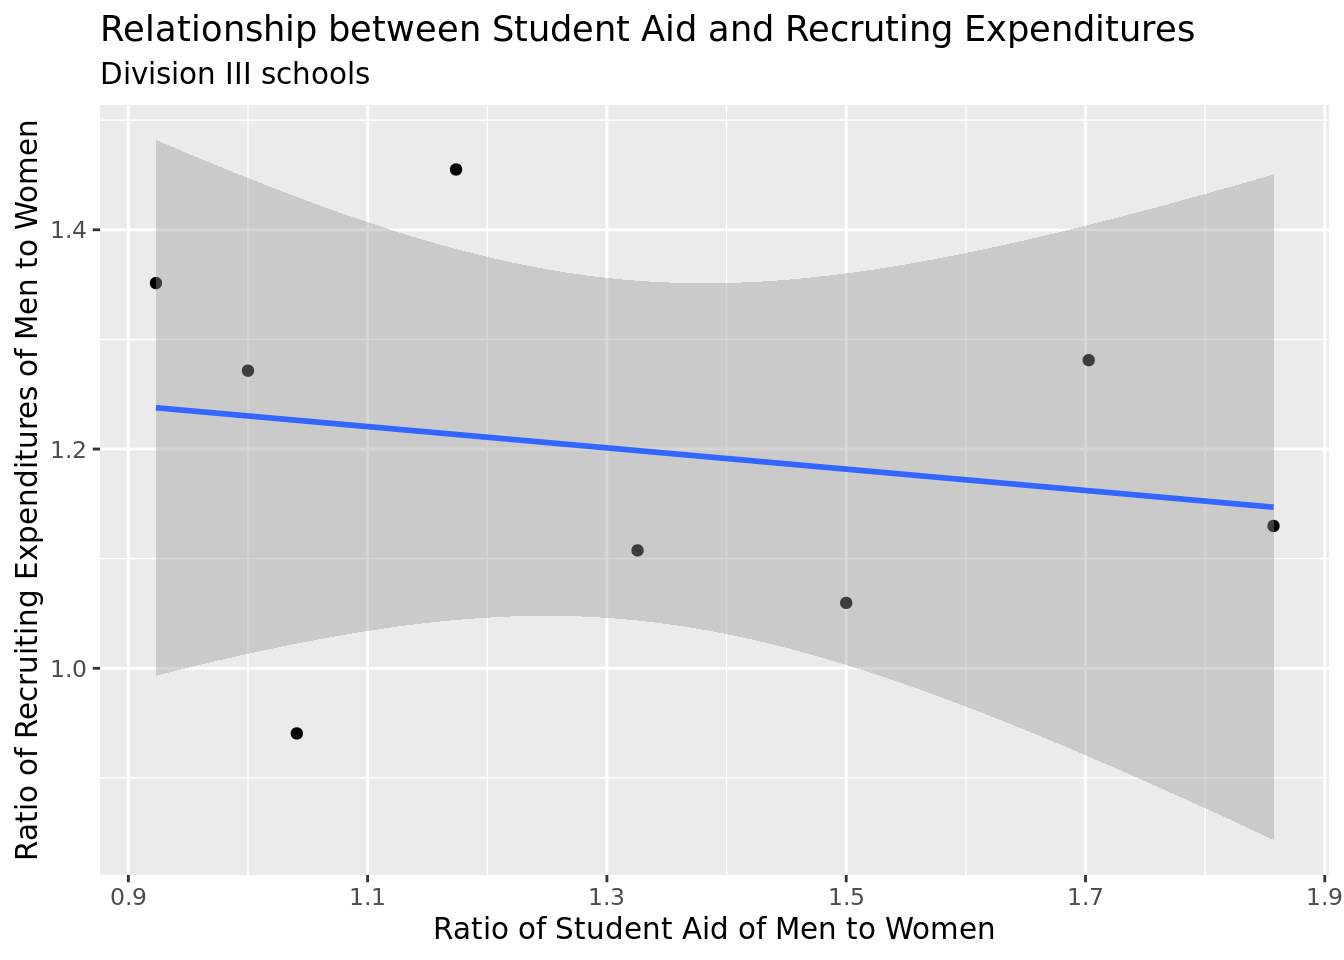 Relationship between Student Aid and Recruting Expenditures
Division III schools
Ratio of Recruiting Expenditures of Men to Women
1.4
1.2
1.0
0.9 1.1 1.3 1.5 1.7 1.9
Ratio of Student Aid of Men to Women